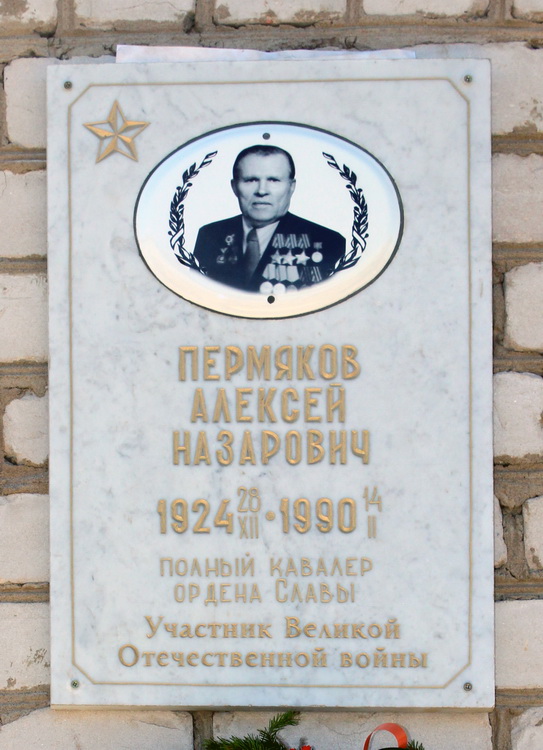 ПЕРМЯКОВ
АЛЕКСЕЙ
НАЗАРОВИЧ
1924 28 XII • 1990 14 II
ПОЛНЫЙ КАВАЛЕР
ОРДЕНА СЛАВЫ
Участник Великой
Отечественной войны